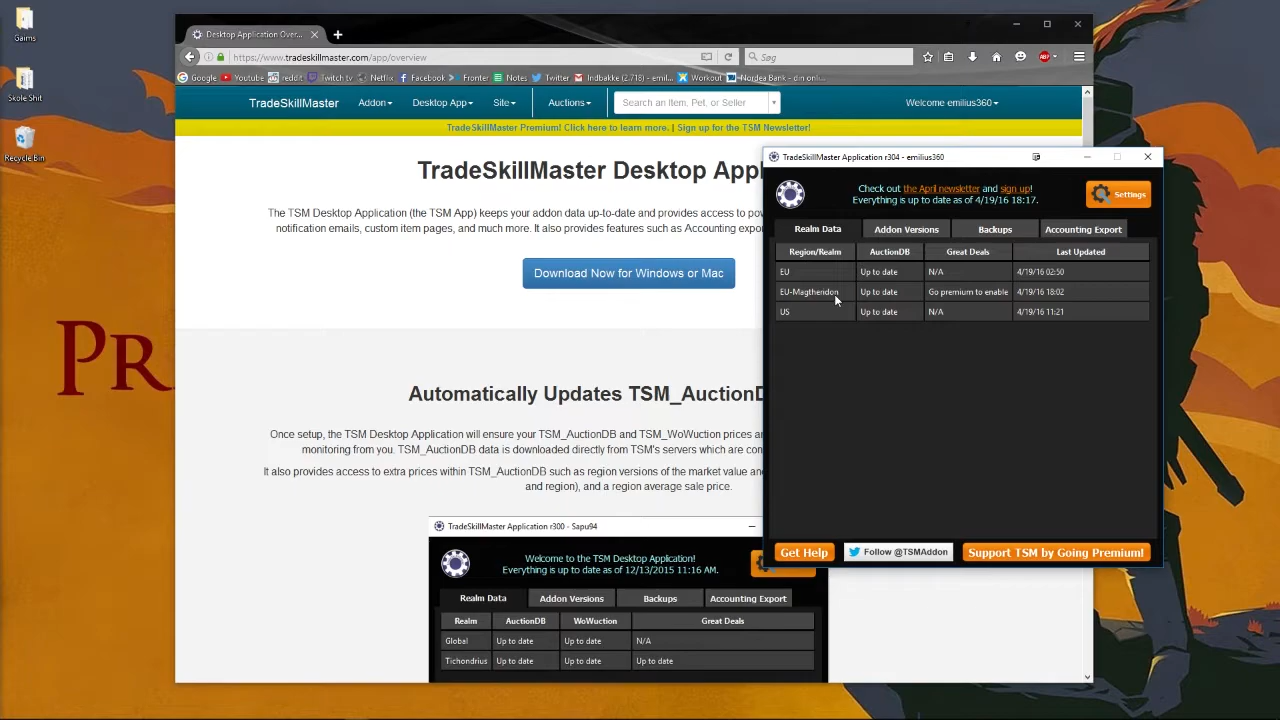 Gaims
Skole Shit
Recycle Bin
PR
Desktop Application Over...
https://www.tradeskillmaster.com/app/overview
Søg
Google
Youtube
reddit
Twitch tv
Netflix
Facebook
Fronter
Notes
Twitter
Indbakke (2.718) - emil...
Workout
Nordea Bank - din onl...
ABP
TradeSkillMaster
Addon
Desktop App
Site
Auctions
Search an Item, Pet, or Seller
Welcome emilius360
TradeSkillMaster Premium! Click here to learn more. | Sign up for the TSM Newsletter!
TradeSkillMaster Desktop Appl
The TSM Desktop Application (the TSM App) keeps your addon data up-to-date and provides access to pow
notification emails, custom item pages, and much more. It also provides features such as Accounting expo
Download Now for Windows or Mac
Automatically Updates TSM_AuctionD
Once setup, the TSM Desktop Application will ensure your TSM_AuctionDB and TSM_WoWuction prices a
monitoring from you. TSM_AuctionDB data is downloaded directly from TSM's servers which are con
It also provides access to extra prices within TSM_AuctionDB such as region versions of the market value an
and region), and a region average sale price.
TradeSkillMaster Application r300 - Sapu94
Welcome to the TSM Desktop Application!
Everything is up to date as of 12/13/2015 11:16 AM.
Realm Data
Addon Versions
Backups
Accounting Export
Realm AuctionDB WoWuction Great Deals
Global Up to date Up to date N/A
Tichondrius Up to date Up to date Up to date
TradeSkillMaster Application r304 - emilius360
Check out the April newsletter and sign up!
Everything is up to date as of 4/19/16 18:17.
Settings
Realm Data
Addon Versions
Backups
Accounting Export
Region/Realm AuctionDB Great Deals Last Updated
EU Up to date N/A 4/19/16 02:50
EU-Magtheridon Up to date Go premium to enable 4/19/16 18:02
US Up to date N/A 4/19/16 11:21
Get Help
Follow @TSMAddon
Support TSM by Going Premium!